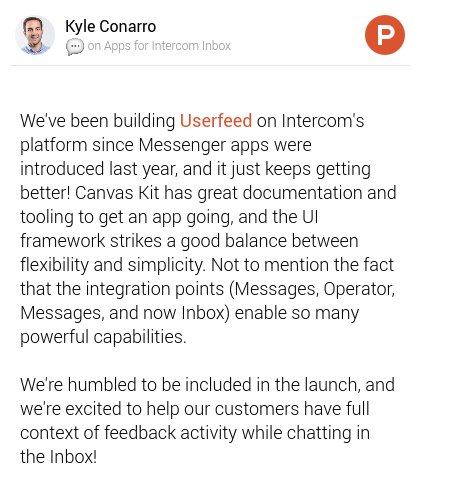 Kyle Conarro
on Apps for Intercom Inbox
P
We've been building Userfeed on Intercom's
platform since Messenger apps were
introduced last year, and it just keeps getting
better! Canvas Kit has great documentation and
tooling to get an app going, and the UI
framework strikes a good balance between
flexibility and simplicity. Not to mention the fact
that the integration points (Messages, Operator,
Messages, and now Inbox) enable so many
powerful capabilities.
We're humbled to be included in the launch, and
we're excited to help our customers have full
context of feedback activity while chatting in
the Inbox!